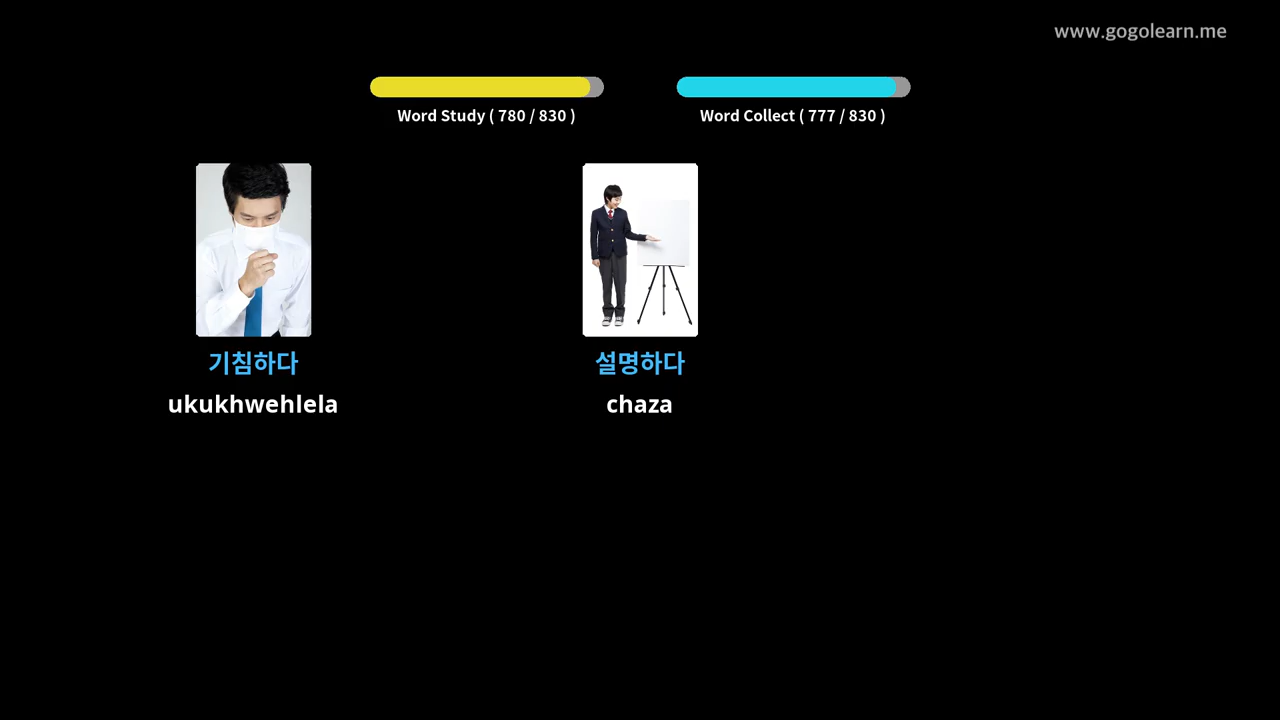 www.gogolearn.me
Word Study ( 780 / 830 )
Word Collect ( 777 / 830 )
기침하다
설명하다
ukukhwehlela
chaza